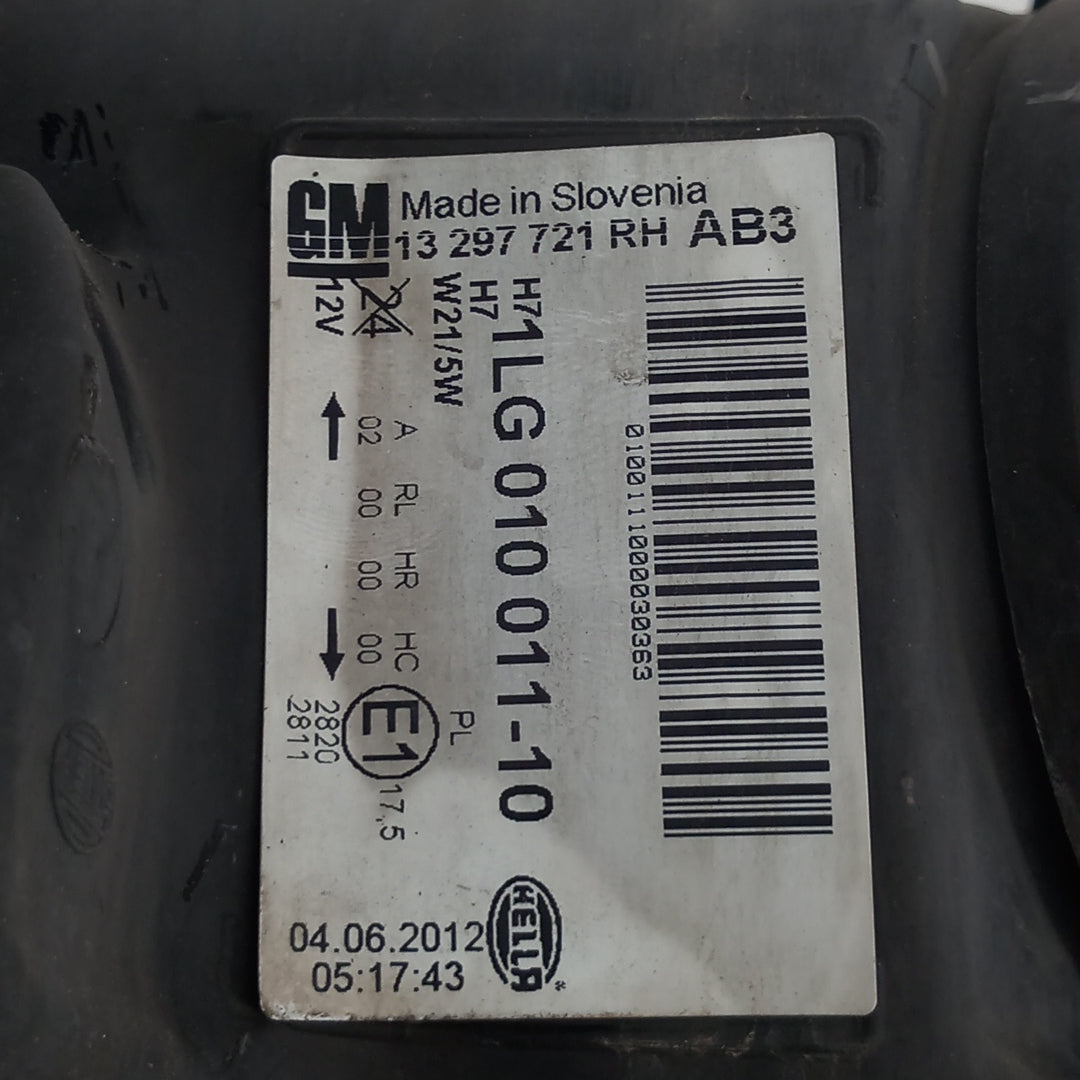 GM
Made in Slovenia
13 297 721 RH AB3
H7
H7
W21/5W
12V 24
1LG 010 011-10
01001110000030363
A RL HR HC
02 00 00 00
PL
E1
17,5
2820
2811
HELLA
04.06.2012
05:17:43